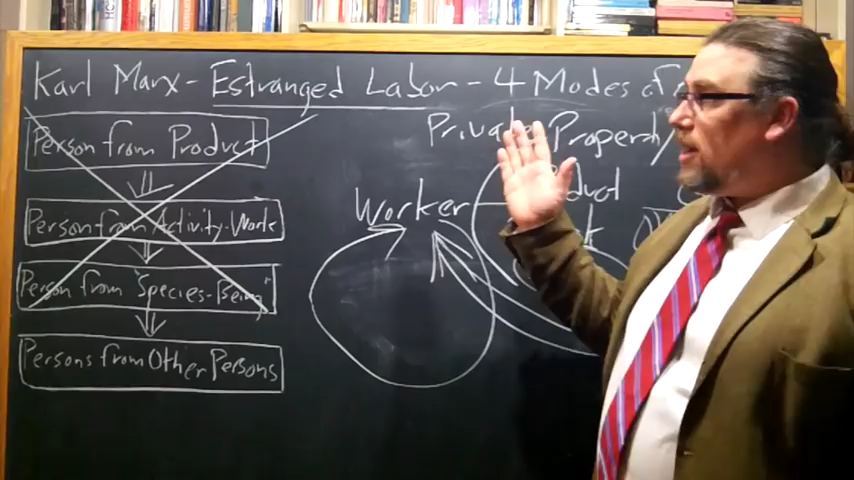 Karl Marx - Estranged Labor - 4 Modes of
Person from Product
Person from Activity-Work
Person from "Species-Being"
Persons from Other Persons
Private Property
Worker